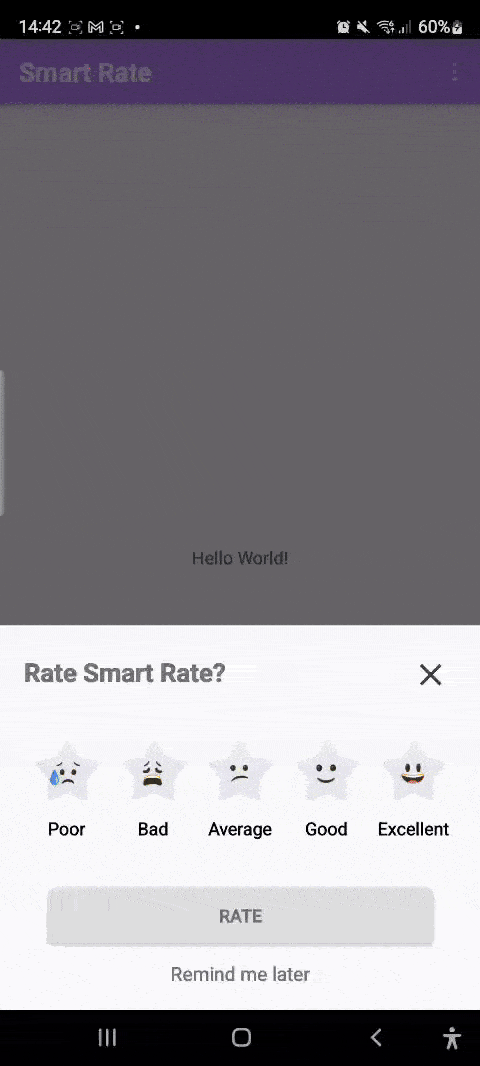 14:42 60%
Smart Rate
Hello World!
Rate Smart Rate?
Poor Bad Average Good Excellent
RATE
Remind me later